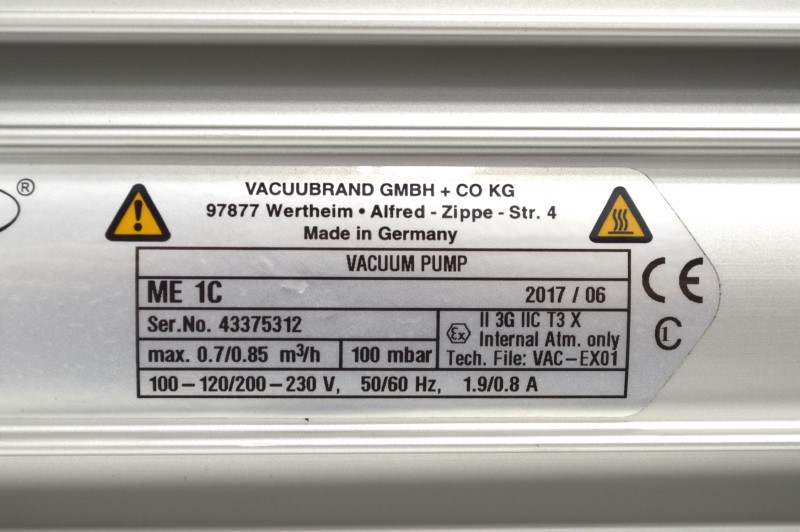 ®
VACUUBRAND GMBH + CO KG
97877 Wertheim • Alfred - Zippe - Str. 4
Made in Germany
VACUUM PUMP
ME 1C 2017 / 06
Ser.No. 43375312
II 3G IIC T3 X
Internal Atm. only
Tech. File: VAC-EX01
max. 0.7/0.85 m³/h 100 mbar
100-120/200-230 V, 50/60 Hz, 1.9/0.8 A
Ex
CE